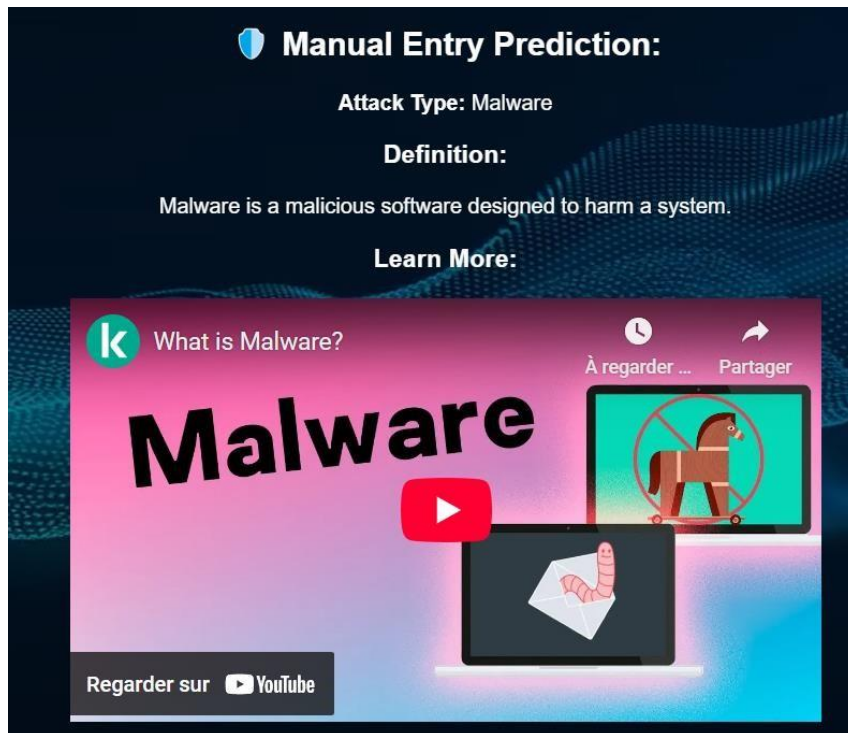 Manual Entry Prediction:
Attack Type: Malware
Definition:
Malware is a malicious software designed to harm a system.
Learn More:
k What is Malware?
À regarder ... Partager
Malware
Regarder sur YouTube